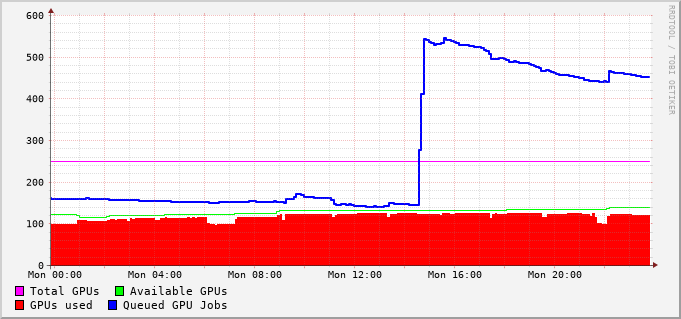 RRDTOOL / TOBI OETIKER
600
500
400
300
200
100
0
Mon 00:00 Mon 04:00 Mon 08:00 Mon 12:00 Mon 16:00 Mon 20:00
Total GPUs Available GPUs
GPUs used Queued GPU Jobs